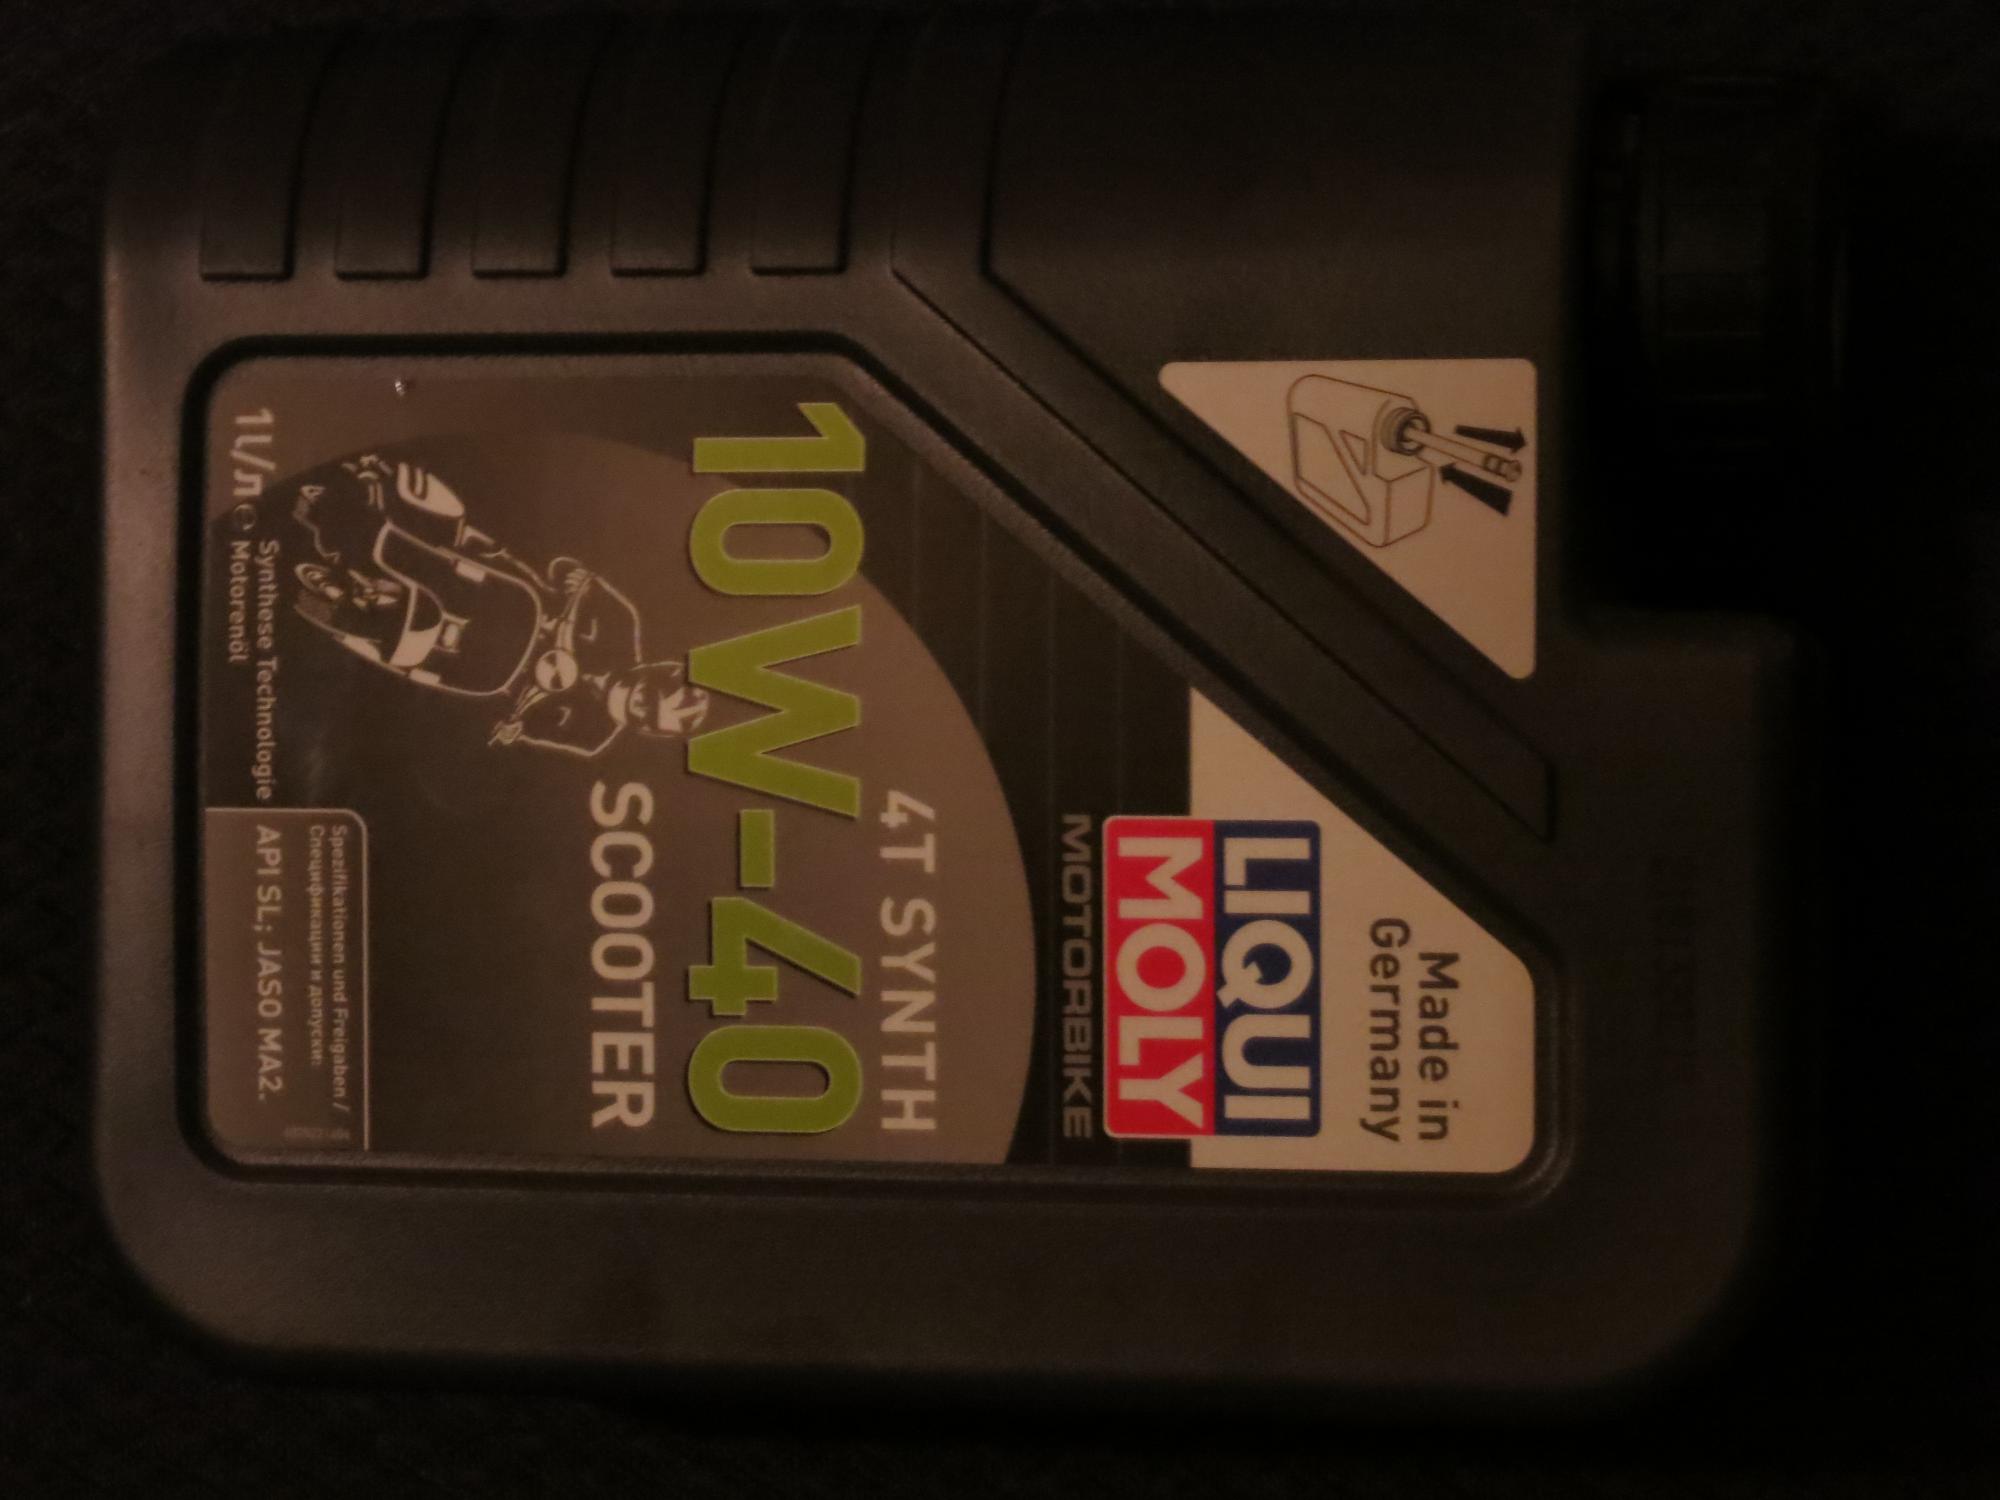 Made in
Germany
LIQUI
MOLY
MOTORBIKE
4T SYNTH
10W-40
SCOOTER
Spezifikationen und Freigaben /
Спецификации и допуски:
API SL; JASO MA2.
Synthese Technologie
1 l/л e Motorenöl